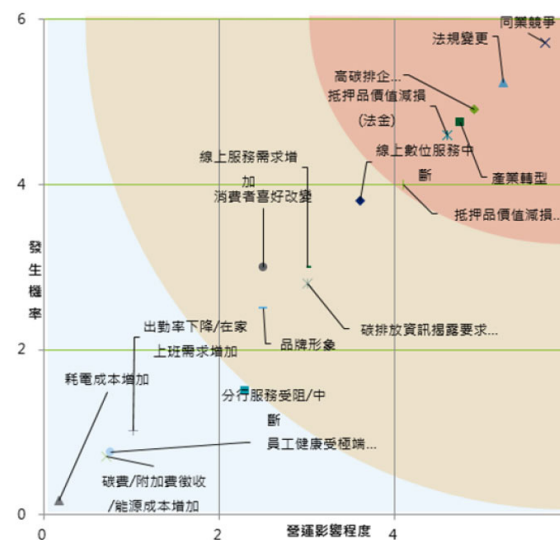 6
同業競爭
法規變更
高碳排企...
抵押品價值減損
(法金)
線上數位服務中
斷
線上服務需求增
加
產業轉型
4
消費者喜好改變
抵押品價值減損...
發
生
機
率
出勤率下降/在家
上班需求增加
品牌形象
碳排放資訊揭露要求...
2
耗電成本增加
分行服務受阻/中
斷
員工健康受極端...
碳費/附加費徵收
/能源成本增加
0
0
2
營運影響程度
4